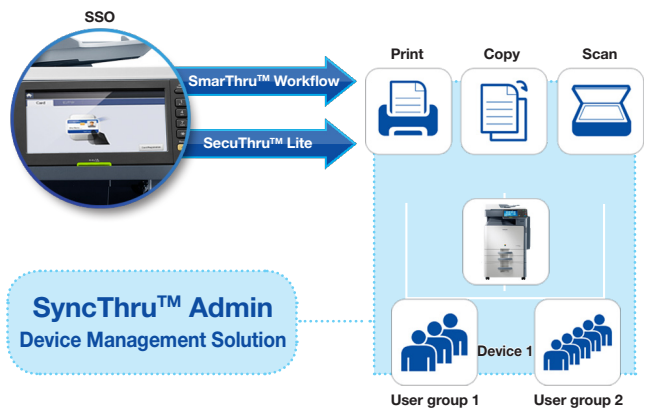 SSO
SmarThru™ Workflow
SecuThru™ Lite
Print
Copy
Scan
SyncThru™ Admin
Device Management Solution
Device 1
User group 1
User group 2